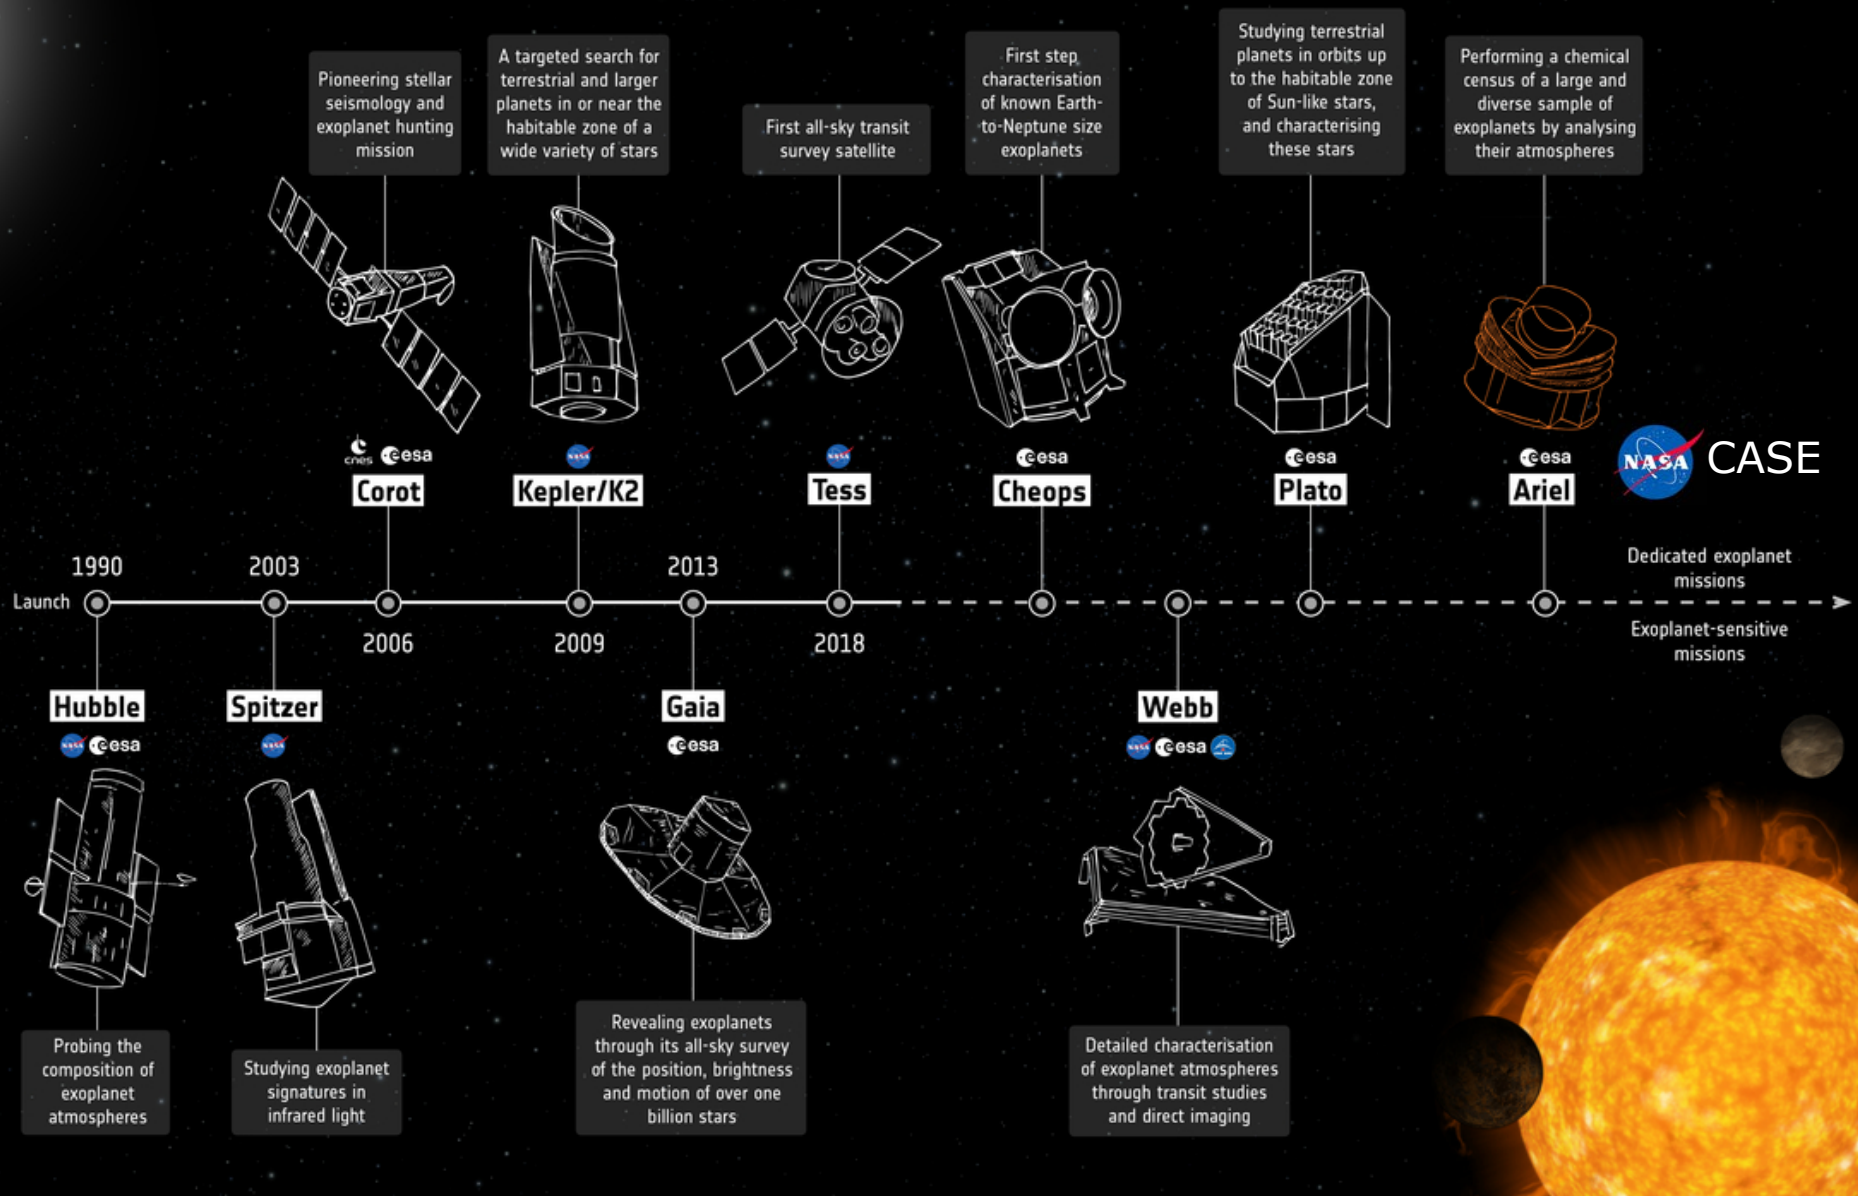 Pioneering stellar
seismology and
exoplanet hunting
mission
A targeted search for
terrestrial and larger
planets in or near the
habitable zone of a
wide variety of stars
First all-sky transit
survey satellite
First step
characterisation
of known Earth-
to-Neptune size
exoplanets
Studying terrestrial
planets in orbits up
to the habitable zone
of Sun-like stars,
and characterising
these stars
Performing a chemical
census of a large and
diverse sample of
exoplanets by analysing
their atmospheres
cnes esa
Corot
NASA
Kepler/K2
NASA
Tess
esa
Cheops
esa
Plato
esa
Ariel
NASA CASE
1990
2003
2013
Dedicated exoplanet
missions
Launch
2006
2009
2018
Exoplanet-sensitive
missions
Hubble
NASA esa
Spitzer
NASA
Gaia
esa
Webb
NASA esa
Probing the
composition of
exoplanet
atmospheres
Studying exoplanet
signatures in
infrared light
Revealing exoplanets
through its all-sky survey
of the position, brightness
and motion of over one
billion stars
Detailed characterisation
of exoplanet atmospheres
through transit studies
and direct imaging